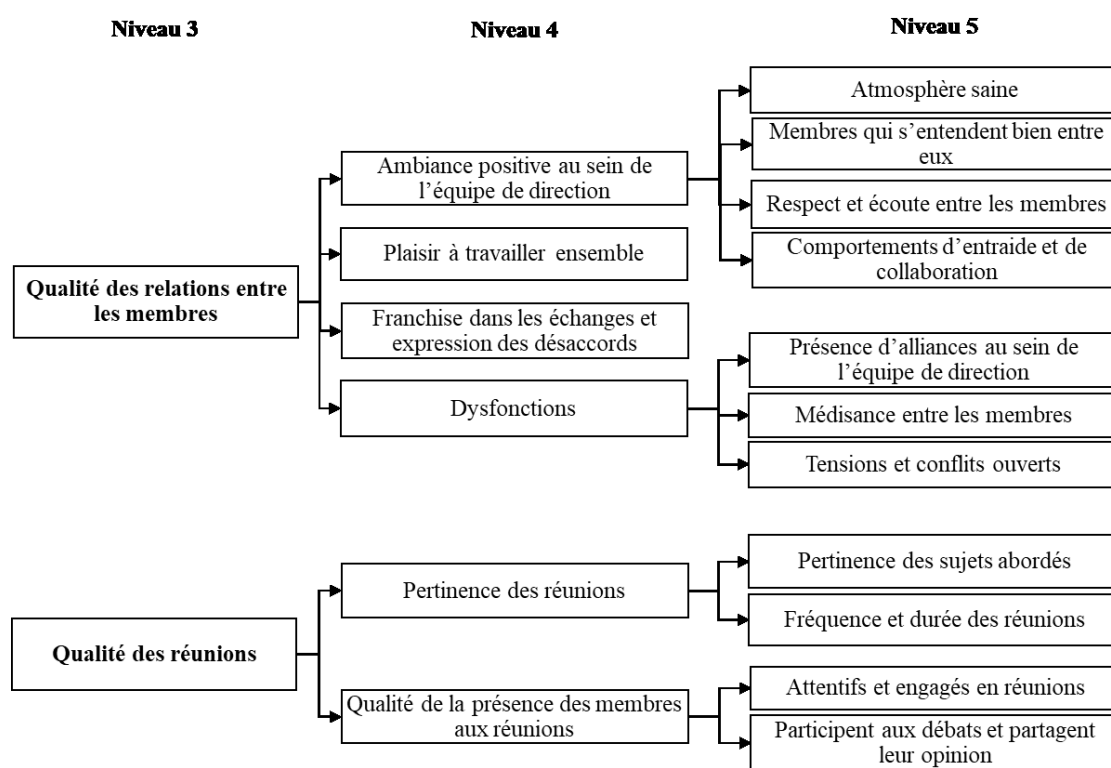 Niveau 3
Niveau 4
Niveau 5
Qualité des relations entre
les membres
Ambiance positive au sein de
l’équipe de direction
Atmosphère saine
Membres qui s’entendent bien entre
eux
Respect et écoute entre les membres
Comportements d’entraide et de
collaboration
Plaisir à travailler ensemble
Franchise dans les échanges et
expression des désaccords
Dysfonctions
Présence d’alliances au sein de
l’équipe de direction
Médisance entre les membres
Tensions et conflits ouverts
Qualité des réunions
Pertinence des réunions
Pertinence des sujets abordés
Fréquence et durée des réunions
Qualité de la présence des membres
aux réunions
Attentifs et engagés en réunions
Participent aux débats et partagent
leur opinion